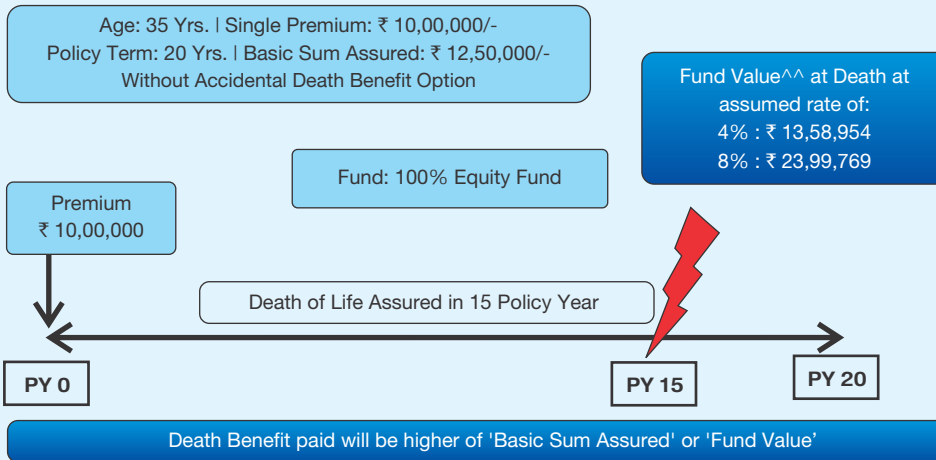 Age: 35 Yrs. | Single Premium: ₹ 10,00,000/-
Policy Term: 20 Yrs. | Basic Sum Assured: ₹ 12,50,000/-
Without Accidental Death Benefit Option
Fund Value^^ at Death at
assumed rate of:
4% : ₹ 13,58,954
8% : ₹ 23,99,769
Fund: 100% Equity Fund
Premium
₹ 10,00,000
Death of Life Assured in 15 Policy Year
PY 0
PY 15
PY 20
Death Benefit paid will be higher of 'Basic Sum Assured' or 'Fund Value’